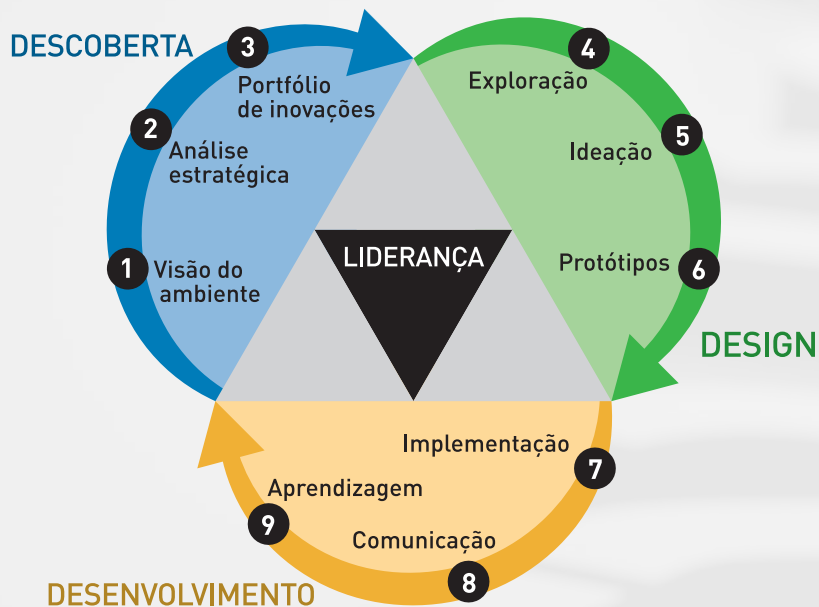 DESCOBERTA
1
Visão do
ambiente
2
Análise
estratégica
3
Portfólio
de inovações
4
Exploração
5
Ideação
6
Protótipos
DESIGN
LIDERANÇA
7
Implementação
8
Comunicação
9
Aprendizagem
DESENVOLVIMENTO